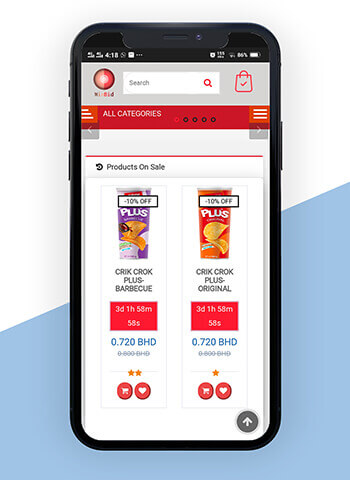 4:18
86%
Search
Wi-Bid
ALL CATEGORIES
Products On Sale
-10% OFF
-10% OFF
PLUS
PLUS
CRIK CROK
PLUS-
BARBECUE
CRIK CROK
PLUS-
ORIGINAL
3d 1h 58m
58s
3d 1h 58m
58s
0.720 BHD
0.720 BHD
0.800 BHD
0.800 BHD